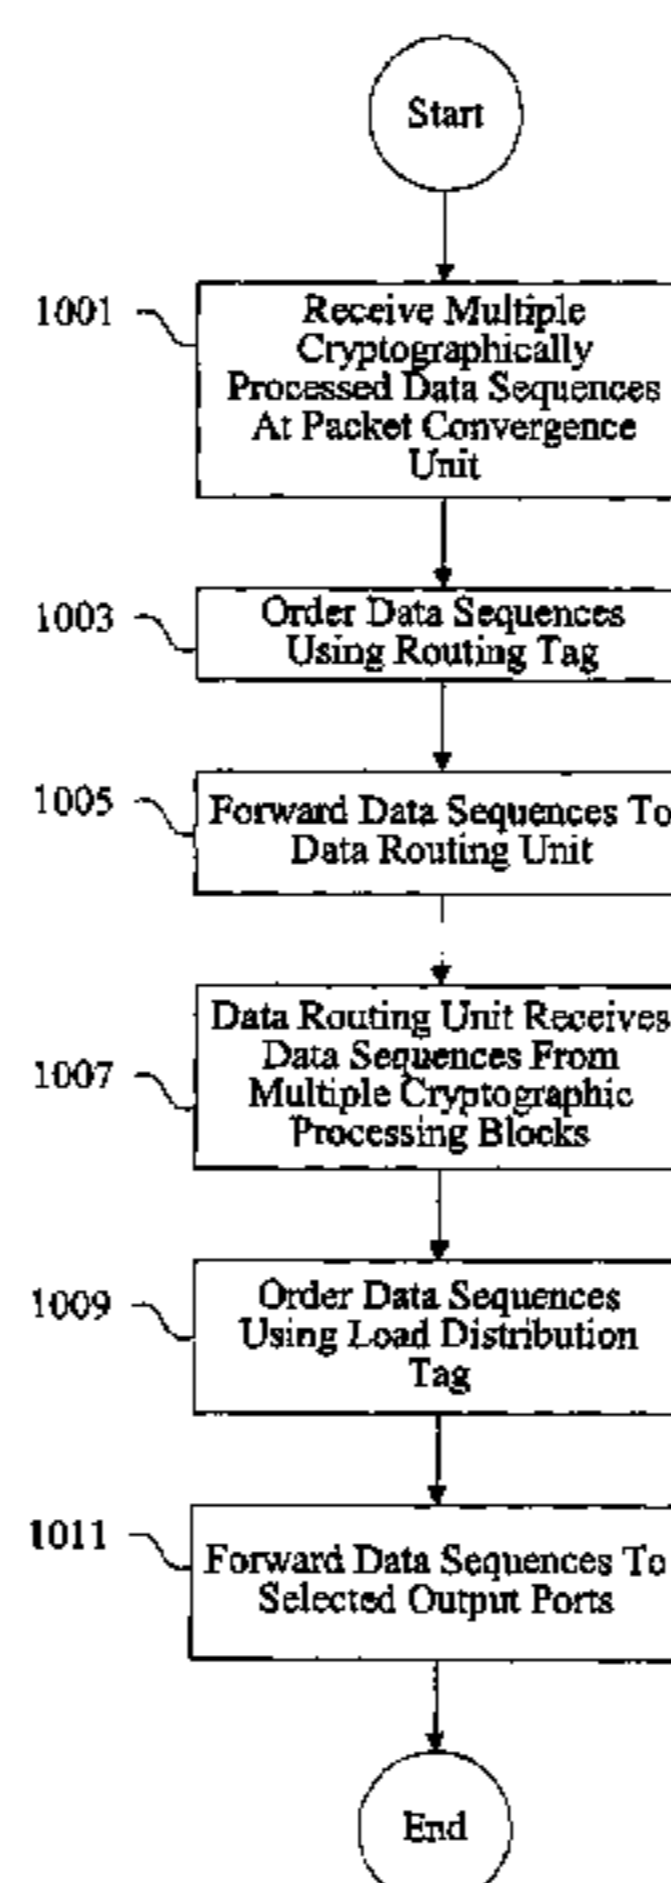 Start
1001
Receive Multiple
Cryptographically
Processed Data Sequences
At Packet Convergence
Unit
1003
Order Data Sequences
Using Routing Tag
1005
Forward Data Sequences To
Data Routing Unit
1007
Data Routing Unit Receives
Data Sequences From
Multiple Cryptographic
Processing Blocks
1009
Order Data Sequences
Using Load Distribution
Tag
1011
Forward Data Sequences To
Selected Output Ports
End